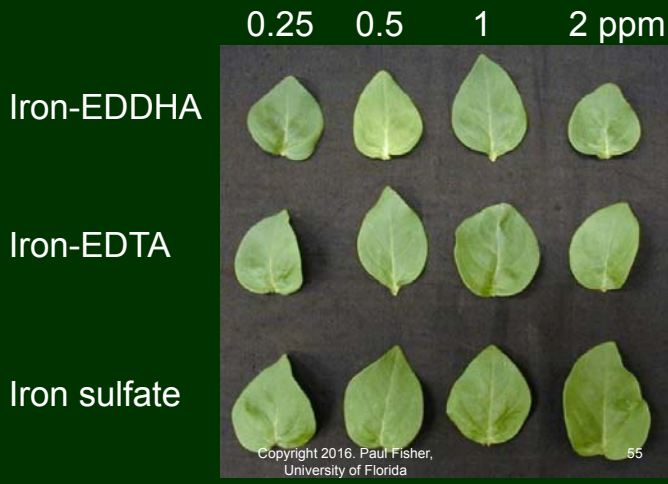 0.25 0.5 1 2 ppm
Iron-EDDHA
Iron-EDTA
Iron sulfate
Copyright 2016. Paul Fisher, 55
University of Florida